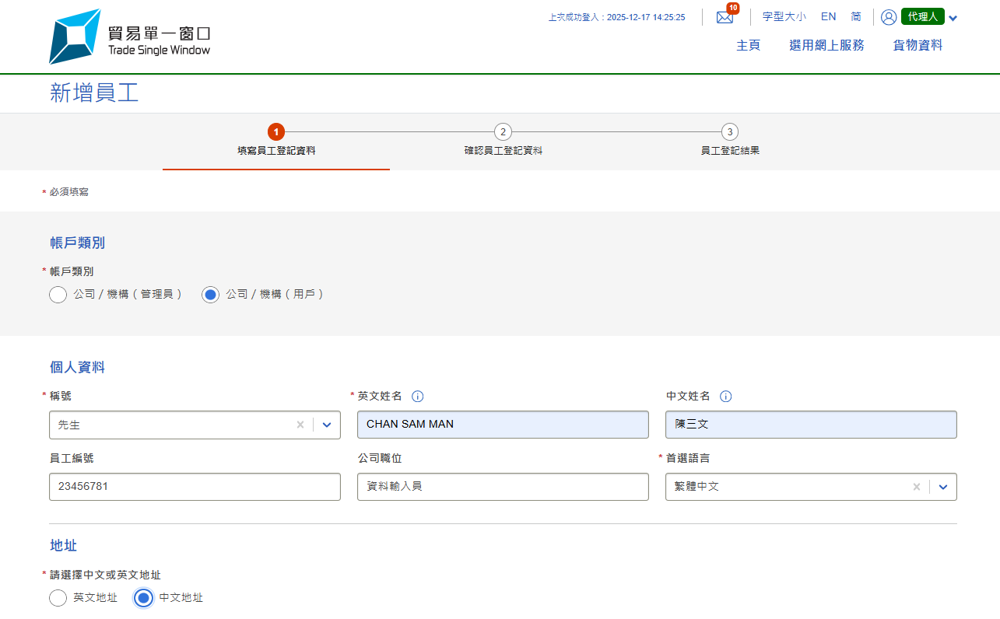 貿易單一窗口
Trade Single Window
上次成功登入 : 2025-12-17 14:25:25
10
字型大小 EN 简 代理人
主頁 選用網上服務 貨物資料
新增員工
1 2 3
填寫員工登記資料 確認員工登記資料 員工登記結果
* 必須填寫
帳戶類別
* 帳戶類別
公司 / 機構 ( 管理員 ) 公司 / 機構 ( 用戶 )
個人資料
* 稱號 * 英文姓名 中文姓名
先生 CHAN SAM MAN 陳三文
員工編號 公司職位 * 首選語言
23456781 資料輸入員 繁體中文
地址
* 請選擇中文或英文地址
英文地址 中文地址